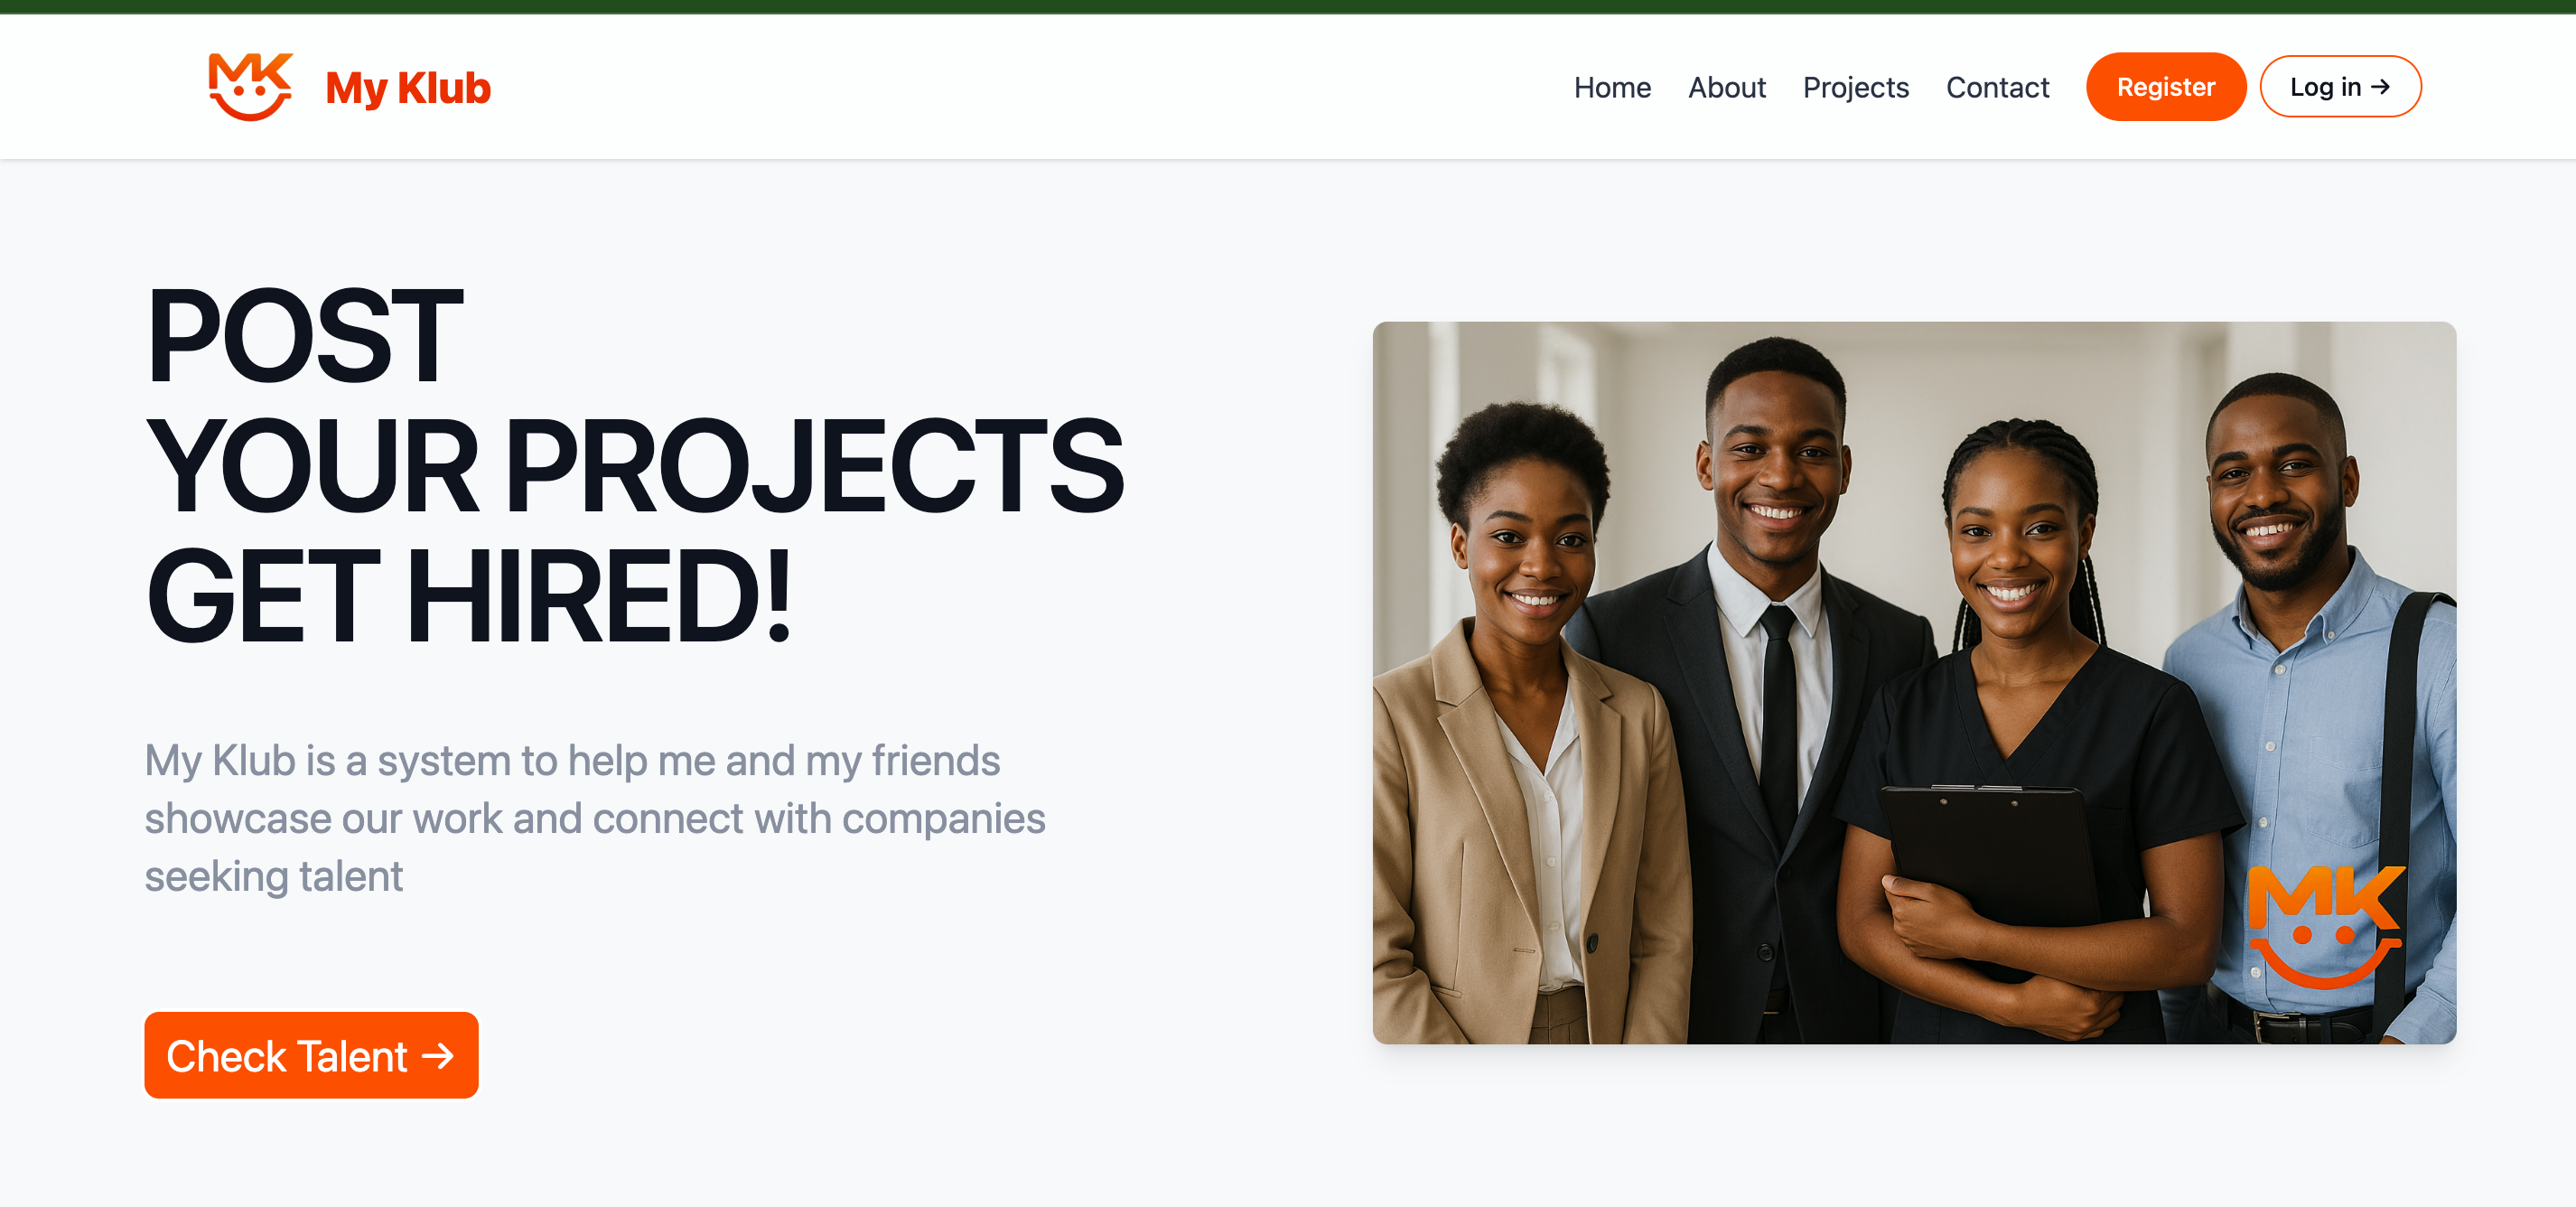 MK
My Klub
Home
About
Projects
Contact
Register
Log in →
POST
YOUR PROJECTS
GET HIRED!
My Klub is a system to help me and my friends
showcase our work and connect with companies
seeking talent
Check Talent →
MK